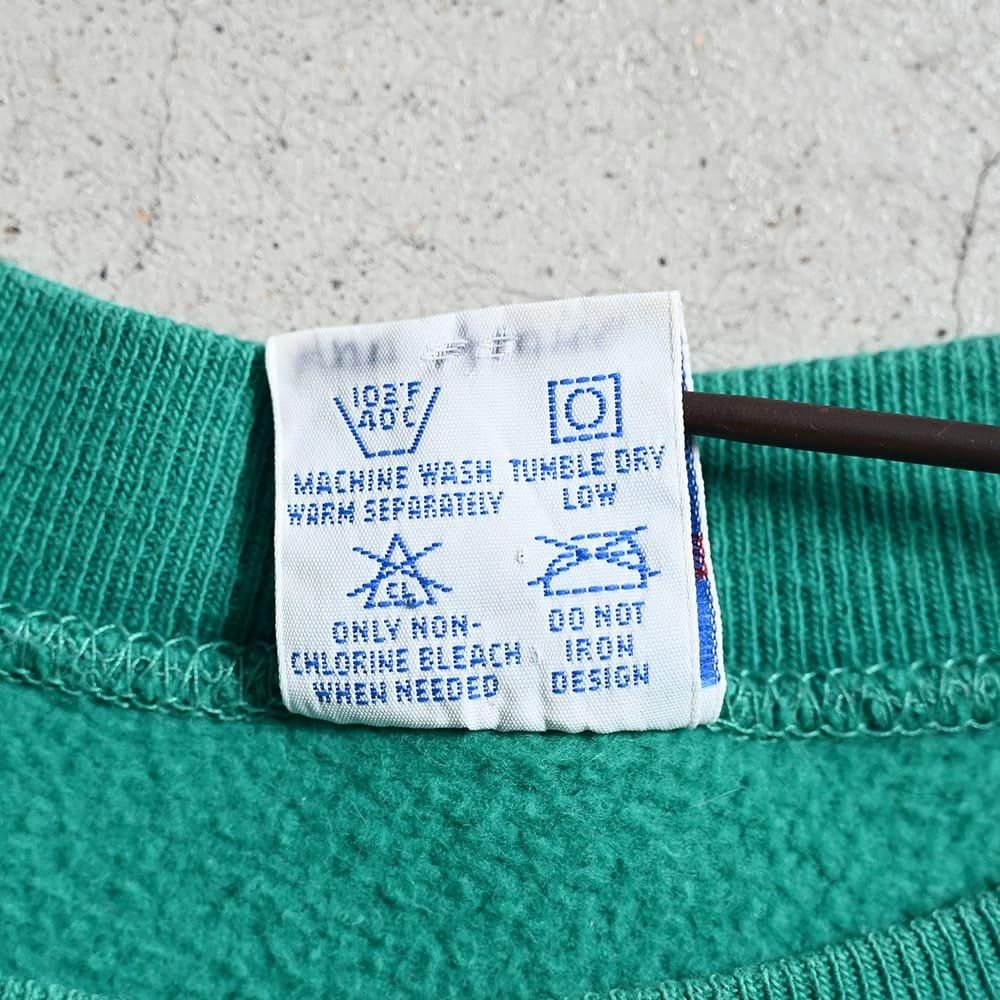 103°F
40°C
MACHINE WASH
WARM SEPARATELY
TUMBLE DRY
LOW
CL
ONLY NON-
CHLORINE BLEACH
WHEN NEEDED
DO NOT
IRON
DESIGN